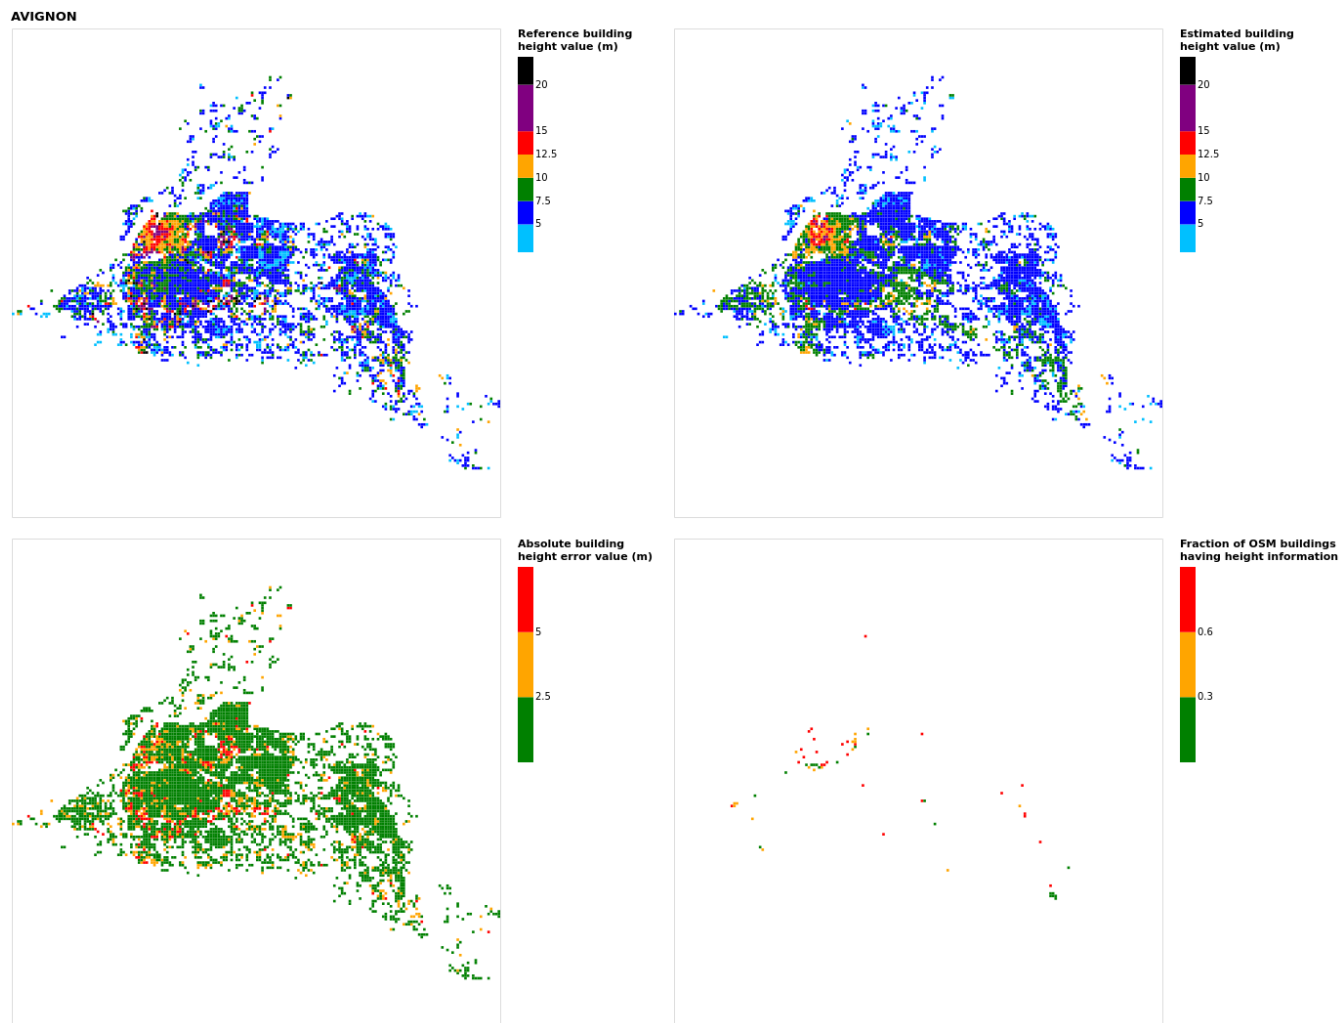 AVIGNON
Reference building
height value (m)
20
15
12.5
10
7.5
5
Estimated building
height value (m)
20
15
12.5
10
7.5
5
Absolute building
height error value (m)
5
2.5
Fraction of OSM buildings
having height information
0.6
0.3